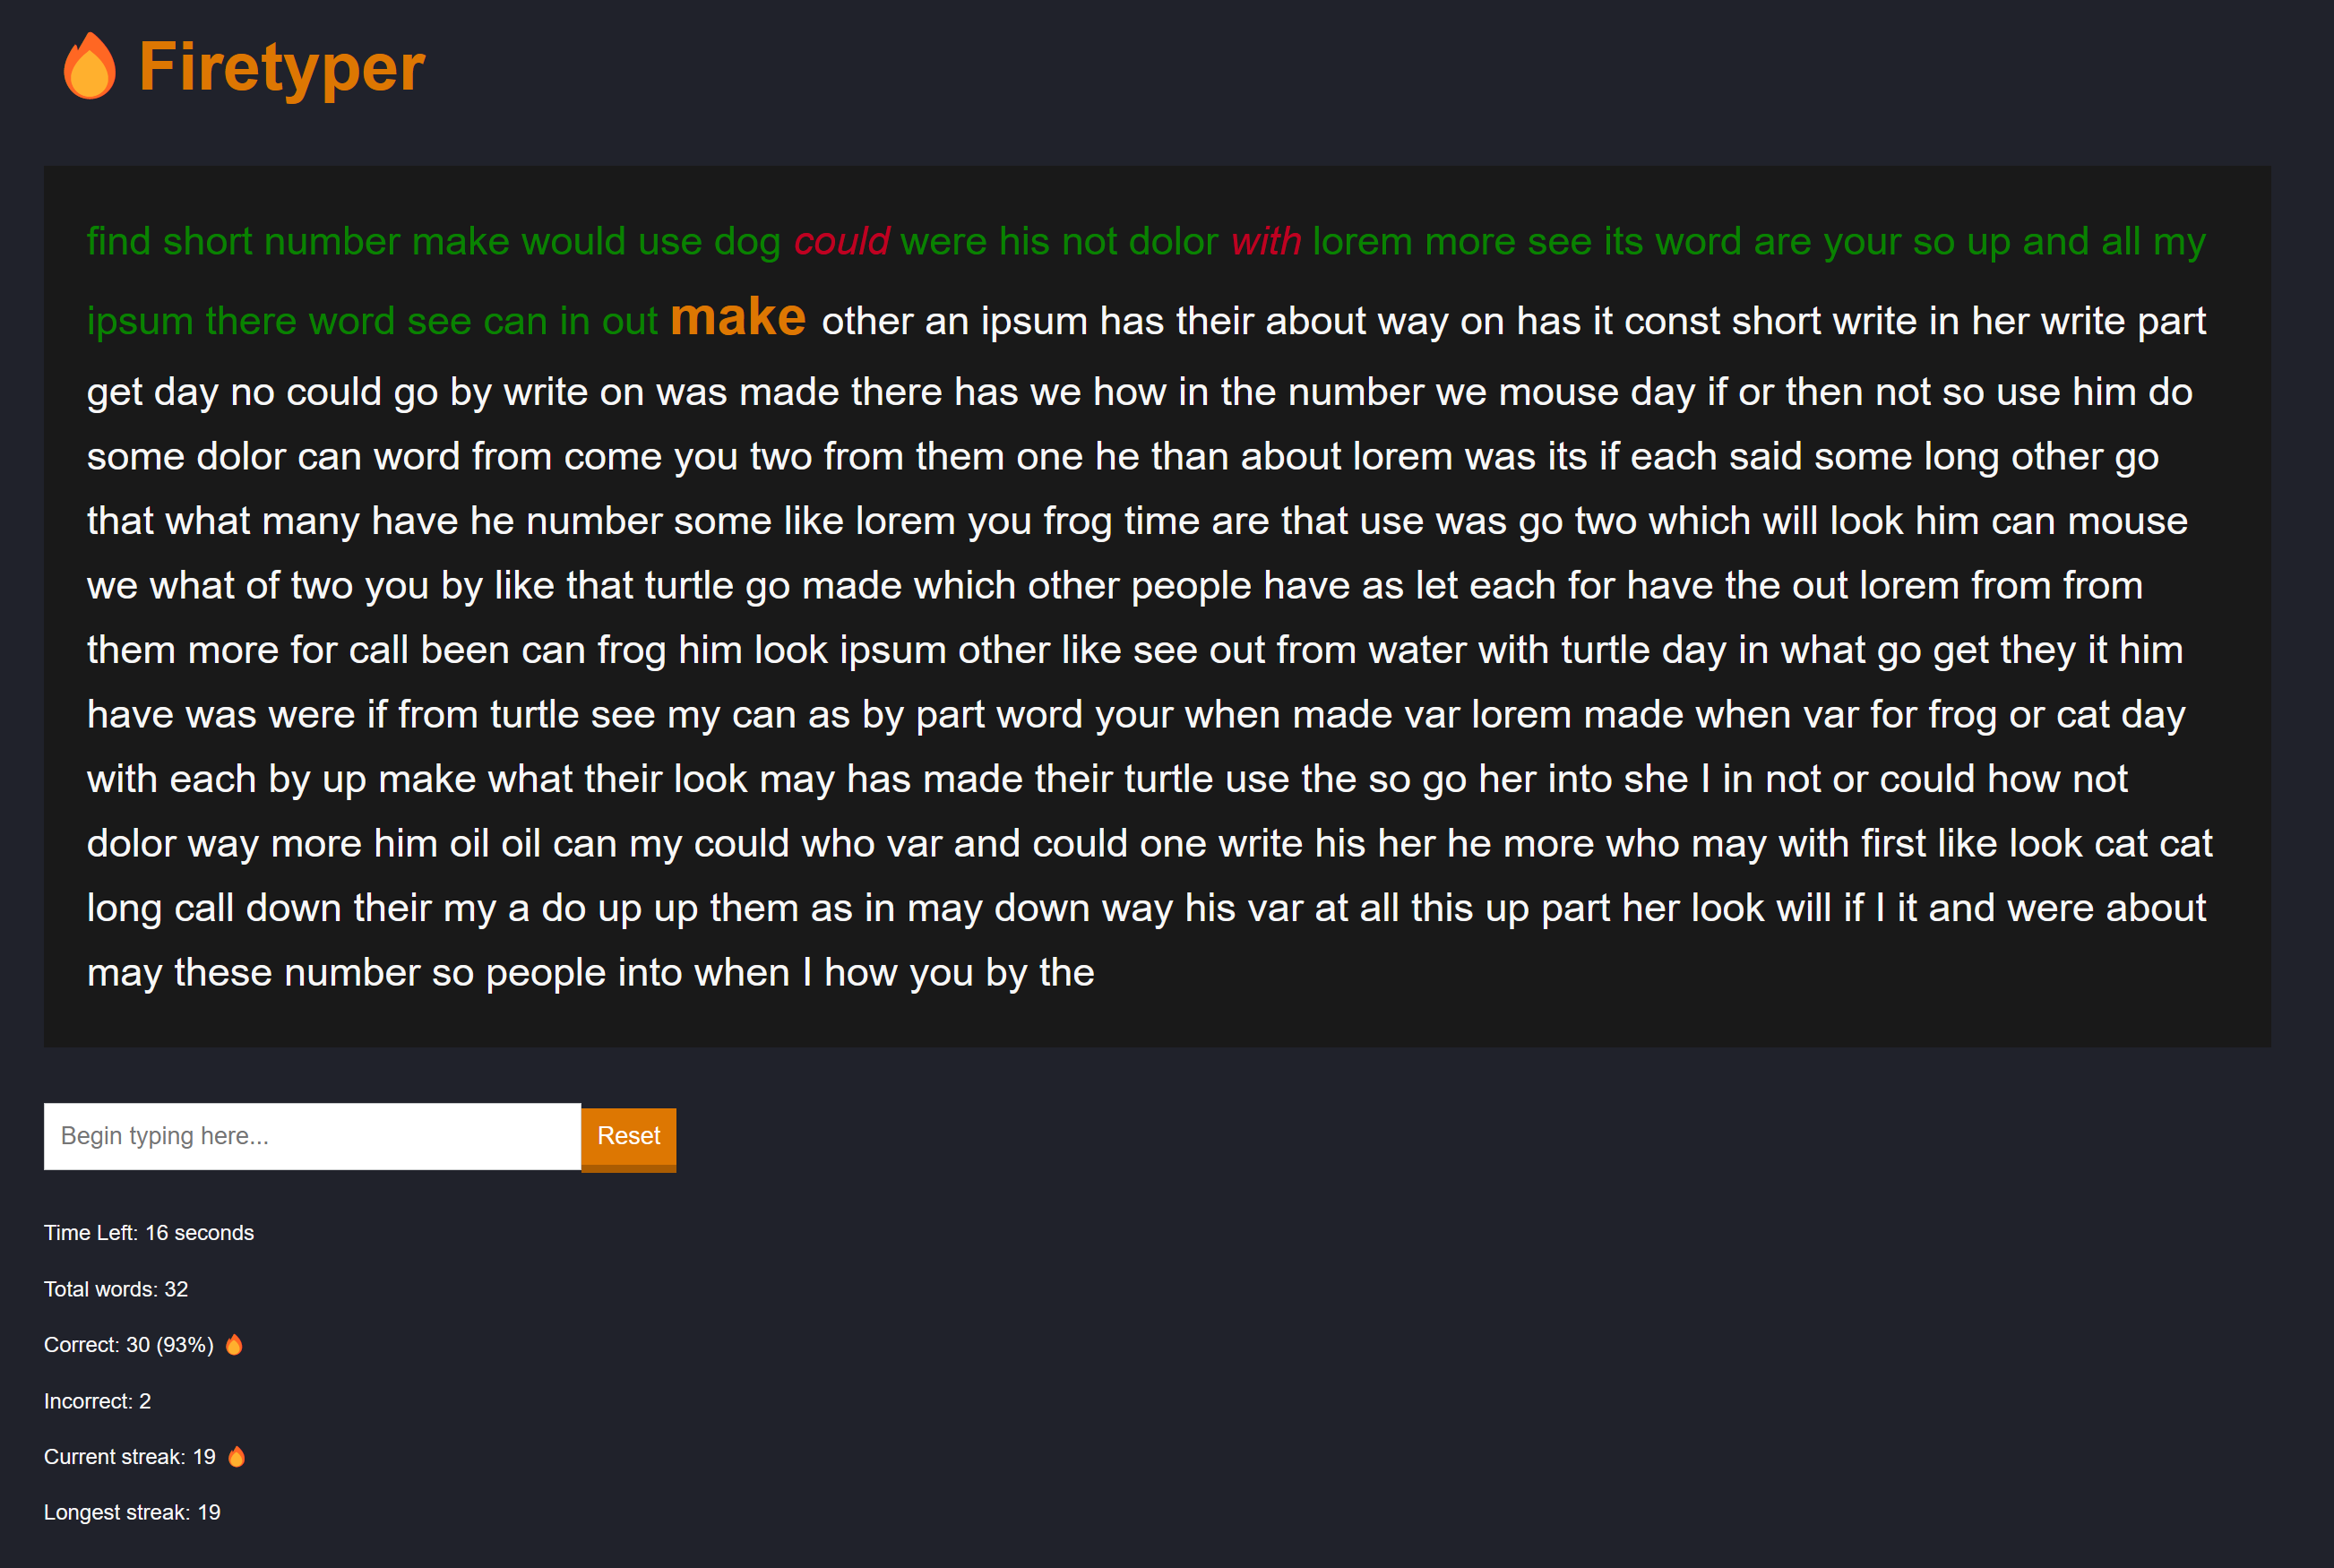 Firetyper
find short number make would use dog could were his not dolor with lorem more see its word are your so up and all my
ipsum there word see can in out make other an ipsum has their about way on has it const short write in her write part
get day no could go by write on was made there has we how in the number we mouse day if or then not so use him do
some dolor can word from come you two from them one he than about lorem was its if each said some long other go
that what many have he number some like lorem you frog time are that use was go two which will look him can mouse
we what of two you by like that turtle go made which other people have as let each for have the out lorem from from
them more for call been can frog him look ipsum other like see out from water with turtle day in what go get they it him
have was were if from turtle see my can as by part word your when made var lorem made when var for frog or cat day
with each by up make what their look may has made their turtle use the so go her into she I in not or could how not
dolor way more him oil oil can my could who var and could one write his her he more who may with first like look cat cat
long call down their my a do up up them as in may down way his var at all this up part her look will if I it and were about
may these number so people into when I how you by the
Begin typing here... Reset
Time Left: 16 seconds
Total words: 32
Correct: 30 (93%)
Incorrect: 2
Current streak: 19
Longest streak: 19